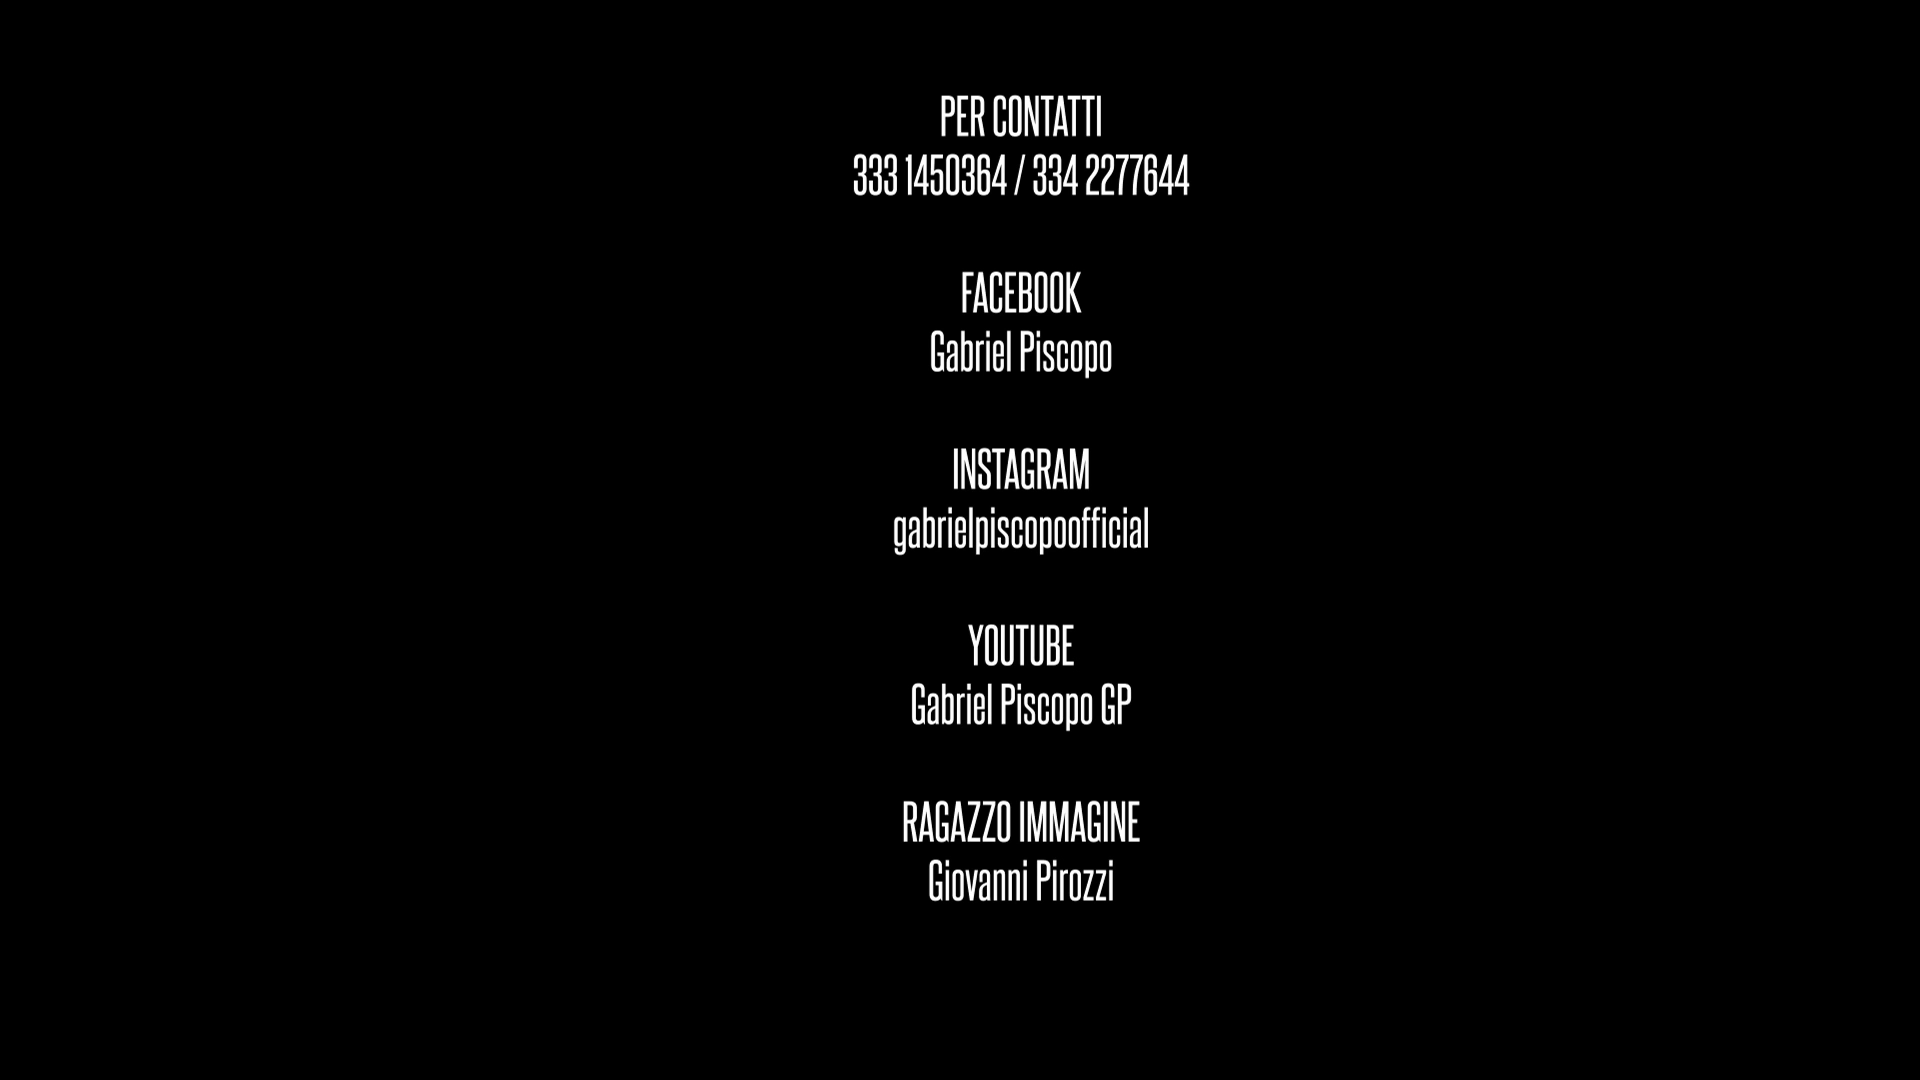 PER CONTATTI
333 1450364 / 334 2277644
FACEBOOK
Gabriel Piscopo
INSTAGRAM
gabrielpiscopoofficial
YOUTUBE
Gabriel Piscopo GP
RAGAZZO IMMAGINE
Giovanni Pirozzi